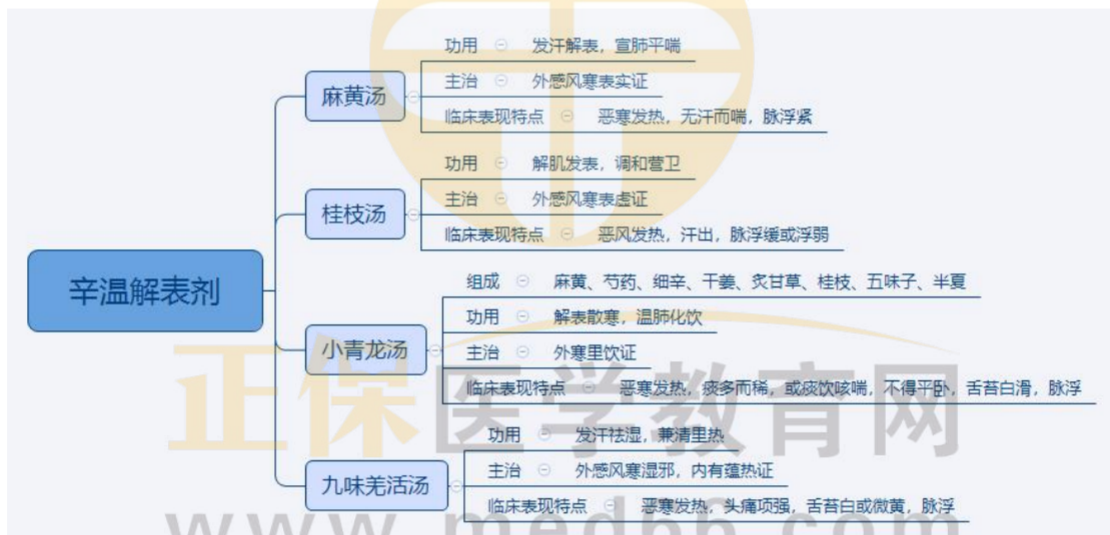 辛温解表剂
麻黄汤
功用 发汗解表，宣肺平喘
主治 外感风寒表实证
临床表现特点 恶寒发热，无汗而喘，脉浮紧
桂枝汤
功用 解肌发表，调和营卫
主治 外感风寒表虚证
临床表现特点 恶风发热，汗出，脉浮缓或浮弱
小青龙汤
组成 麻黄、芍药、细辛、干姜、炙甘草、桂枝、五味子、半夏
功用 解表散寒，温肺化饮
主治 外寒里饮证
临床表现特点 恶寒发热，痰多而稀，或痰饮咳喘，不得平卧，舌苔白滑，脉浮
九味羌活汤
功用 发汗祛湿，兼清里热
主治 外感风寒湿邪，内有蕴热证
临床表现特点 恶寒发热，头痛项强，舌苔白或微黄，脉浮
正保医学教育网
www.med66.com